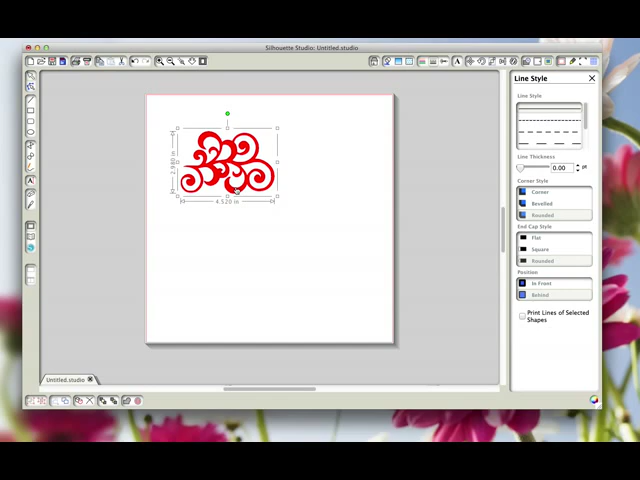 Silhouette Studio: Untitled.studio
Line Style
Line Style
Line Thickness
0.00
pt
Corner Style
Corner
Bevelled
Rounded
End Cap Style
Flat
Square
Rounded
Position
In Front
Behind
Print Lines of Selected
Shapes
4.520 in
Untitled.studio